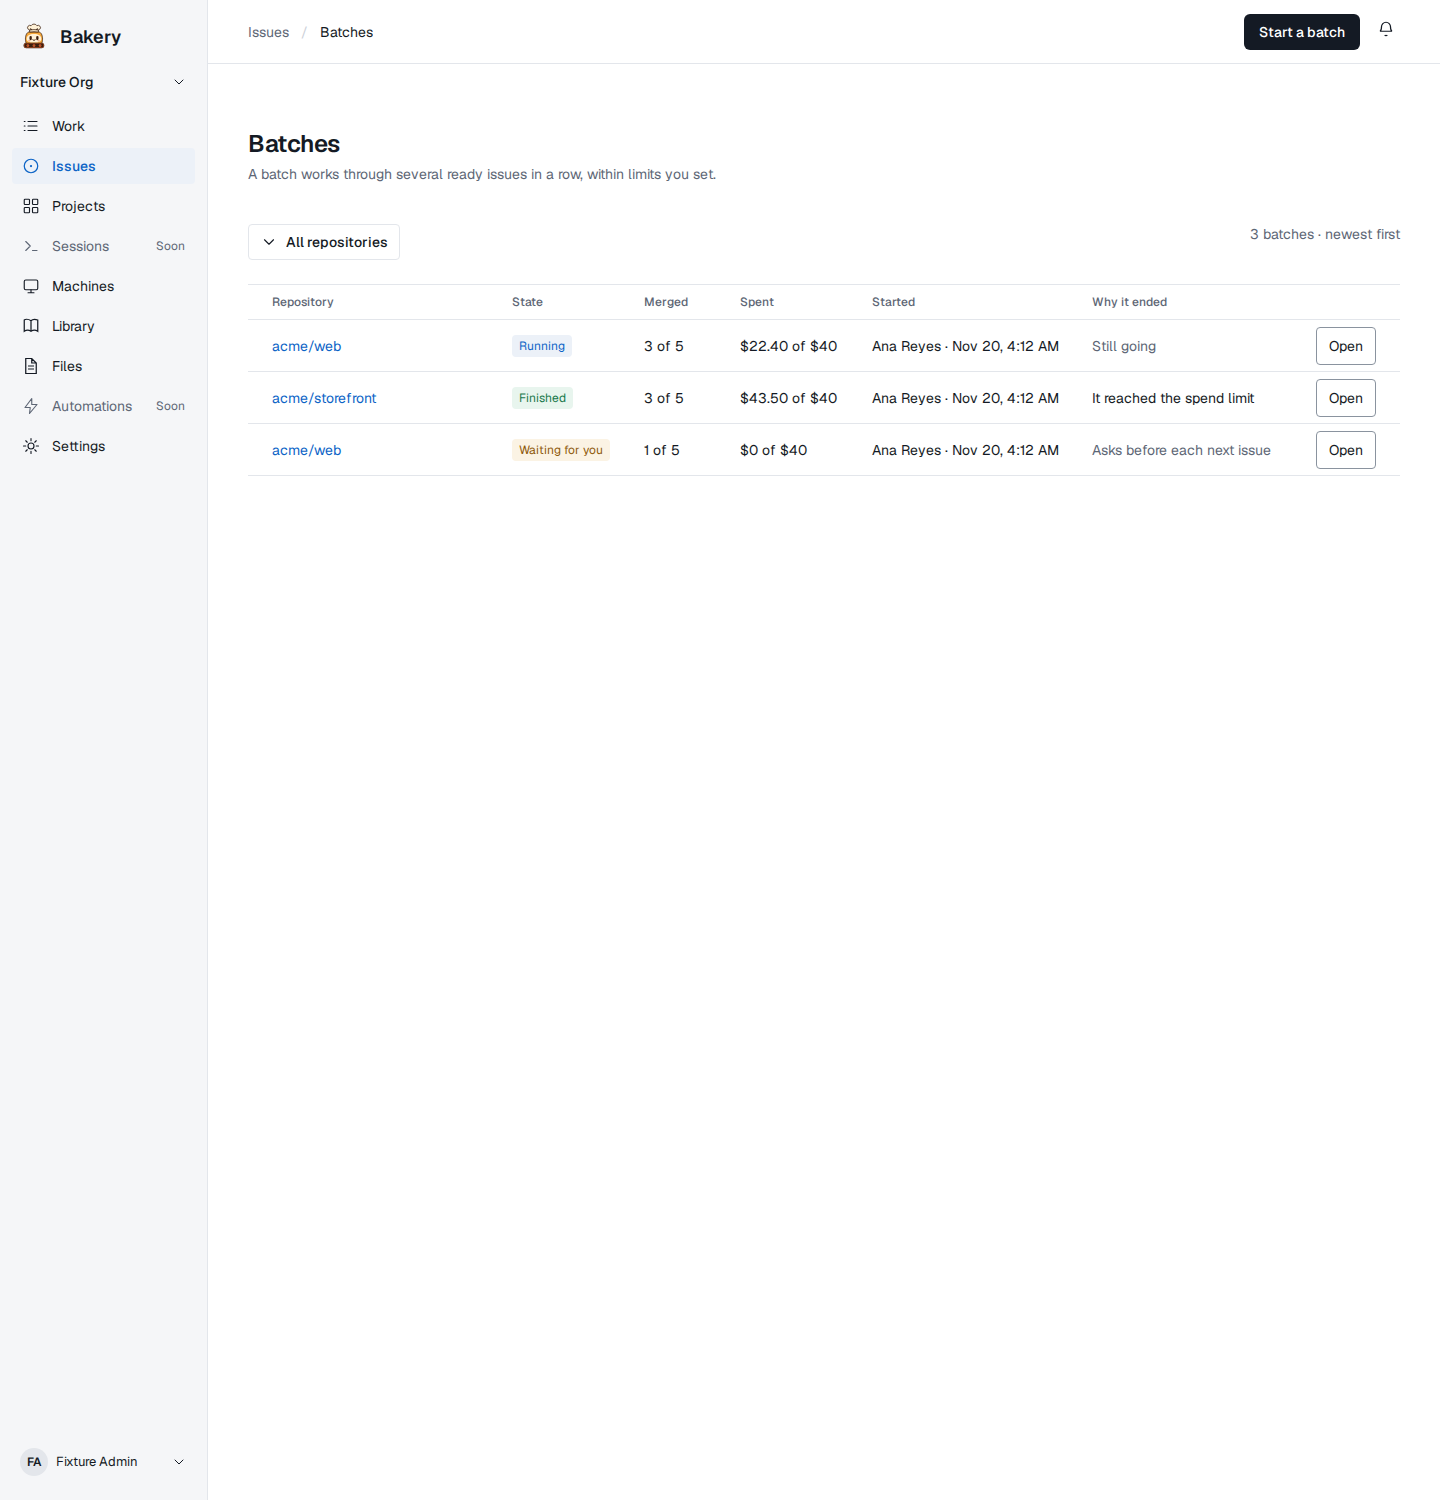 Bakery
Fixture Org
Work
Issues
Projects
Sessions Soon
Machines
Library
Files
Automations Soon
Settings
FA Fixture Admin
Issues / Batches
Start a batch
Batches
A batch works through several ready issues in a row, within limits you set.
All repositories
3 batches · newest first
Repository State Merged Spent Started Why it ended
acme/web Running 3 of 5 $22.40 of $40 Ana Reyes · Nov 20, 4:12 AM Still going Open
acme/storefront Finished 3 of 5 $43.50 of $40 Ana Reyes · Nov 20, 4:12 AM It reached the spend limit Open
acme/web Waiting for you 1 of 5 $0 of $40 Ana Reyes · Nov 20, 4:12 AM Asks before each next issue Open